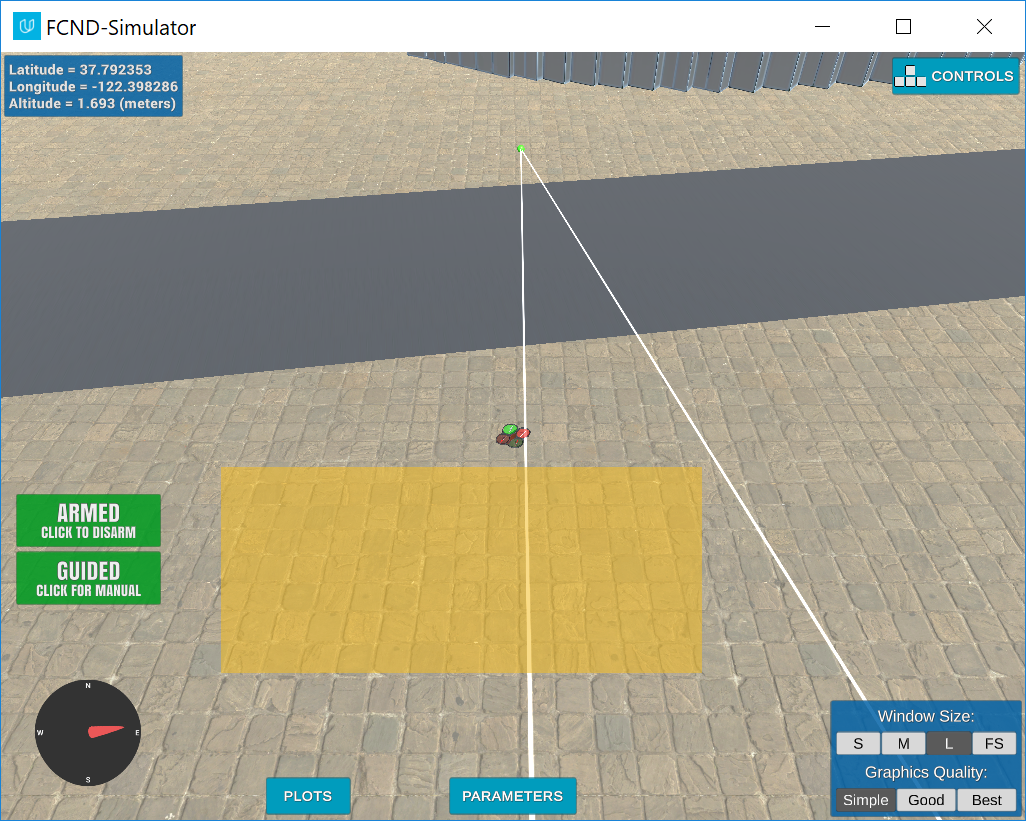 FCND-Simulator
Latitude = 37.792353
Longitude = -122.398286
Altitude = 1.693 (meters)
CONTROLS
ARMED
CLICK TO DISARM
GUIDED
CLICK FOR MANUAL
N
W E
S
PLOTS
PARAMETERS
Window Size:
S M L FS
Graphics Quality:
Simple Good Best